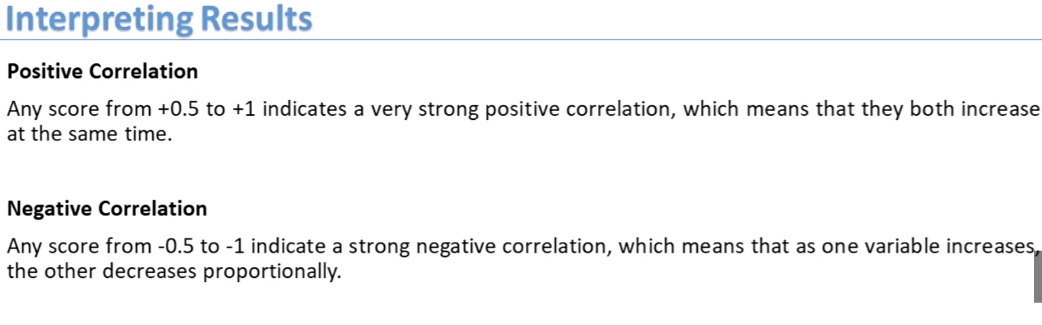 Interpreting Results
Positive Correlation
Any score from +0.5 to +1 indicates a very strong positive correlation, which means that they both increase
at the same time.
Negative Correlation
Any score from -0.5 to -1 indicate a strong negative correlation, which means that as one variable increases,
the other decreases proportionally.